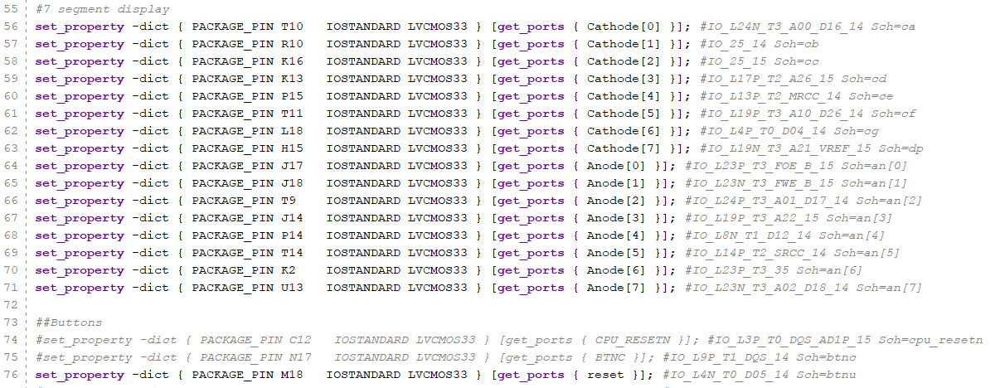 55 #7 segment display
56 set_property -dict { PACKAGE_PIN T10   IOSTANDARD LVCMOS33 } [get_ports { Cathode[0] }]; #IO_L24N_T3_A00_D16_14 Sch=ca
57 set_property -dict { PACKAGE_PIN R10   IOSTANDARD LVCMOS33 } [get_ports { Cathode[1] }]; #IO_25_14 Sch=cb
58 set_property -dict { PACKAGE_PIN K16   IOSTANDARD LVCMOS33 } [get_ports { Cathode[2] }]; #IO_25_15 Sch=cc
59 set_property -dict { PACKAGE_PIN K13   IOSTANDARD LVCMOS33 } [get_ports { Cathode[3] }]; #IO_L17P_T2_A26_15 Sch=cd
60 set_property -dict { PACKAGE_PIN P15   IOSTANDARD LVCMOS33 } [get_ports { Cathode[4] }]; #IO_L13P_T2_MRCC_14 Sch=ce
61 set_property -dict { PACKAGE_PIN T11   IOSTANDARD LVCMOS33 } [get_ports { Cathode[5] }]; #IO_L19P_T3_A10_D26_14 Sch=cf
62 set_property -dict { PACKAGE_PIN L18   IOSTANDARD LVCMOS33 } [get_ports { Cathode[6] }]; #IO_L4P_T0_D04_14 Sch=cg
63 set_property -dict { PACKAGE_PIN H15   IOSTANDARD LVCMOS33 } [get_ports { Cathode[7] }]; #IO_L19N_T3_A21_VREF_15 Sch=dp
64 set_property -dict { PACKAGE_PIN J17   IOSTANDARD LVCMOS33 } [get_ports { Anode[0] }]; #IO_L23P_T3_FOE_B_15 Sch=an[0]
65 set_property -dict { PACKAGE_PIN J18   IOSTANDARD LVCMOS33 } [get_ports { Anode[1] }]; #IO_L23N_T3_FWE_B_15 Sch=an[1]
66 set_property -dict { PACKAGE_PIN T9    IOSTANDARD LVCMOS33 } [get_ports { Anode[2] }]; #IO_L24P_T3_A01_D17_14 Sch=an[2]
67 set_property -dict { PACKAGE_PIN J14   IOSTANDARD LVCMOS33 } [get_ports { Anode[3] }]; #IO_L19P_T3_A22_15 Sch=an[3]
68 set_property -dict { PACKAGE_PIN P14   IOSTANDARD LVCMOS33 } [get_ports { Anode[4] }]; #IO_L8N_T1_D12_14 Sch=an[4]
69 set_property -dict { PACKAGE_PIN T14   IOSTANDARD LVCMOS33 } [get_ports { Anode[5] }]; #IO_L14P_T2_SRCC_14 Sch=an[5]
70 set_property -dict { PACKAGE_PIN K2    IOSTANDARD LVCMOS33 } [get_ports { Anode[6] }]; #IO_L23P_T3_35 Sch=an[6]
71 set_property -dict { PACKAGE_PIN U13   IOSTANDARD LVCMOS33 } [get_ports { Anode[7] }]; #IO_L23N_T3_A02_D18_14 Sch=an[7]
72
73 ##Buttons
74 #set_property -dict { PACKAGE_PIN C12   IOSTANDARD LVCMOS33 } [get_ports { CPU_RESETN }]; #IO_L3P_T0_DQS_AD1P_15 Sch=cpu_resetn
75 #set_property -dict { PACKAGE_PIN N17   IOSTANDARD LVCMOS33 } [get_ports { BTNC }]; #IO_L9P_T1_DQS_14 Sch=btnc
76 set_property -dict { PACKAGE_PIN M18   IOSTANDARD LVCMOS33 } [get_ports { reset }]; #IO_L4N_T0_D05_14 Sch=btnu